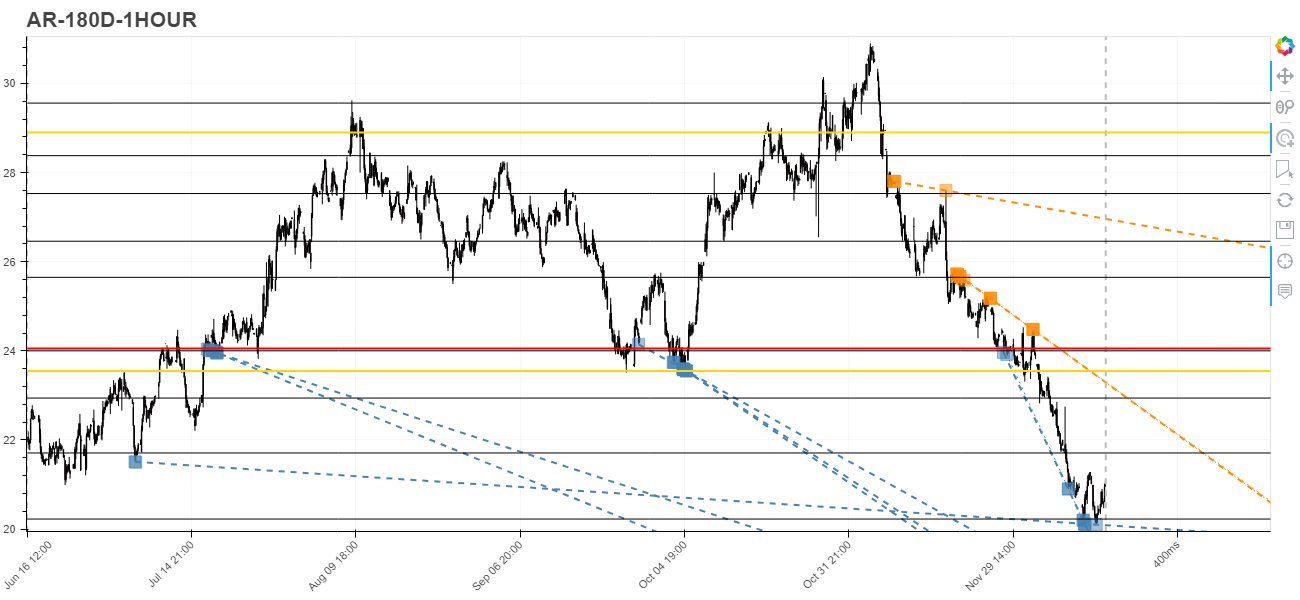 AR-180D-1HOUR
30
28
26
24
22
20
Jun 16 12:00
Jul 14 21:00
Aug 09 18:00
Sep 06 20:00
Oct 04 19:00
Oct 31 21:00
Nov 29 14:00
400ms